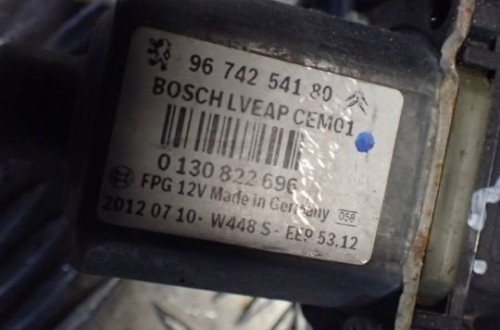 96 742 541 80
BOSCH LVEAP CEM01
0 130 822 696
FPG 12V Made in Germany 058
2012 07 10 - W448 S - EEP 53.12